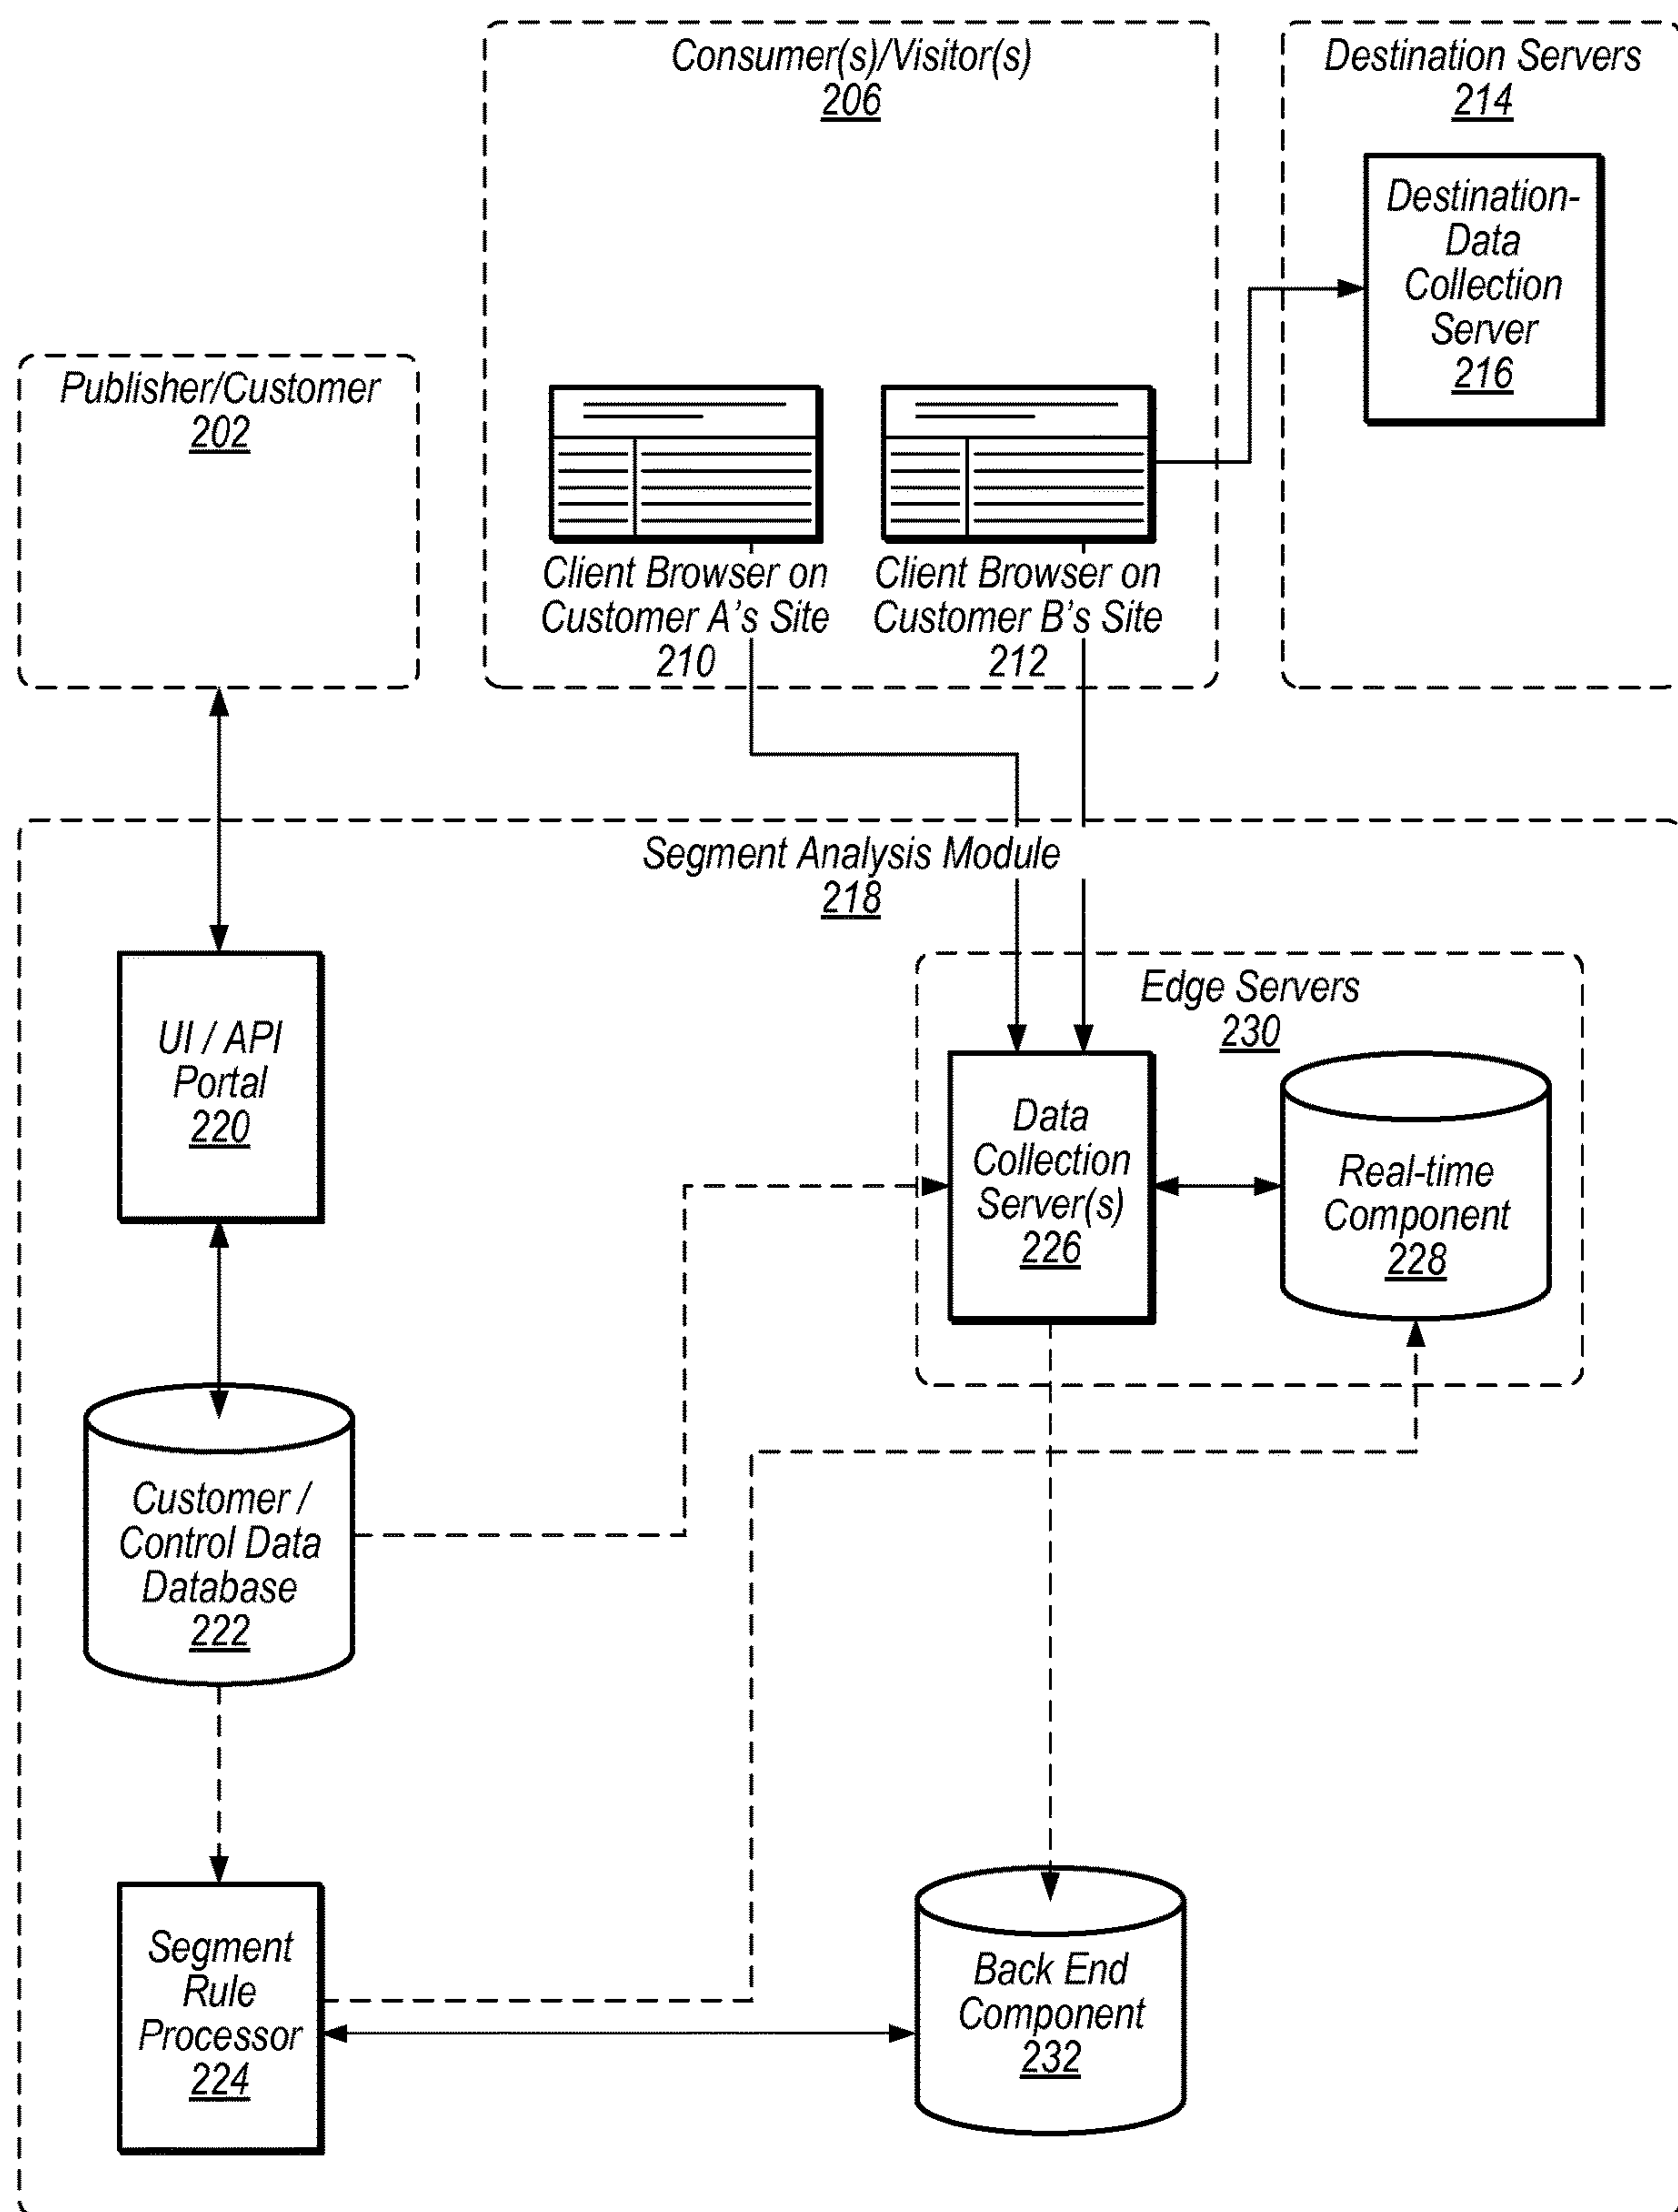 Consumer(s)/Visitor(s)
206
Destination Servers
214
Destination-
Data
Collection
Server
216
Publisher/Customer
202
Client Browser on
Customer A's Site
210
Client Browser on
Customer B's Site
212
Segment Analysis Module
218
Edge Servers
230
UI / API
Portal
220
Data
Collection
Server(s)
226
Real-time
Component
228
Customer /
Control Data
Database
222
Segment
Rule
Processor
224
Back End
Component
232